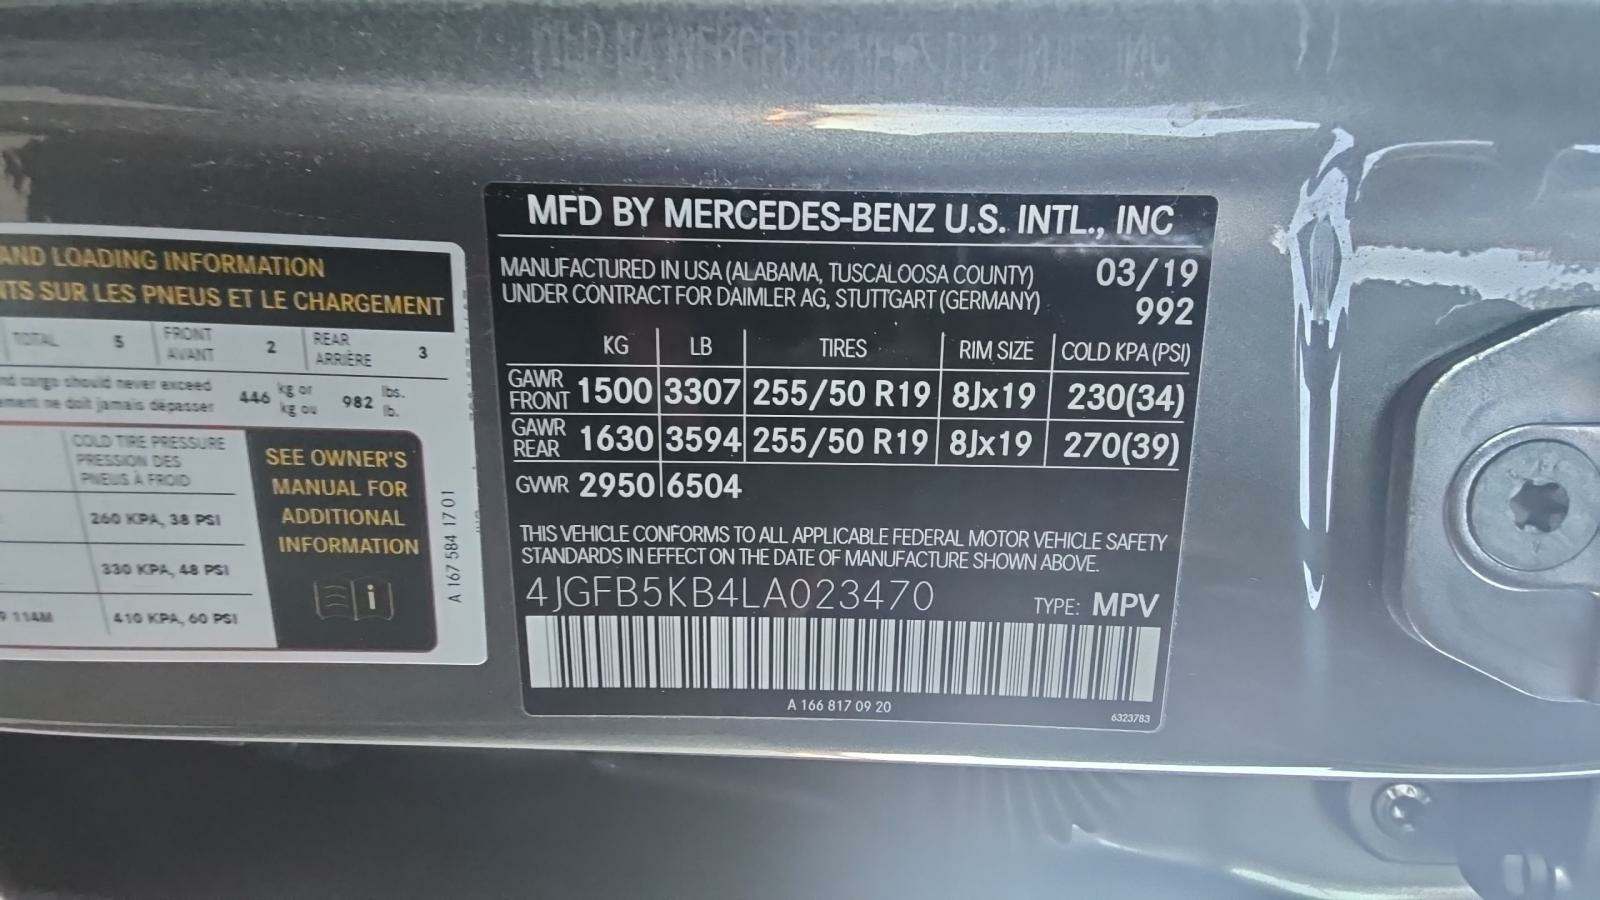 MFD BY MERCEDES-BENZ U.S. INTL., INC
MANUFACTURED IN USA (ALABAMA, TUSCALOOSA COUNTY) 03/19
UNDER CONTRACT FOR DAIMLER AG, STUTTGART (GERMANY) 992
KG LB TIRES RIM SIZE COLD KPA (PSI)
GAWR FRONT 1500 3307 255/50 R19 8Jx19 230(34)
GAWR REAR 1630 3594 255/50 R19 8Jx19 270(39)
GVWR 2950 6504
THIS VEHICLE CONFORMS TO ALL APPLICABLE FEDERAL MOTOR VEHICLE SAFETY
STANDARDS IN EFFECT ON THE DATE OF MANUFACTURE SHOWN ABOVE.
4JGFB5KB4LA023470 TYPE: MPV
A 166 817 09 20
6323783
AND LOADING INFORMATION
SUR LES PNEUS ET LE CHARGEMENT
TOTAL 5 FRONT AVANT 2 REAR ARRIÈRE 3
cargo should never exceed
ne doit jamais dépasser
446 kg or kg ou 982 lbs. lb.
COLD TIRE PRESSURE
PRESSION DES
PNEUS À FROID
260 KPA, 38 PSI
330 KPA, 48 PSI
114M 410 KPA, 60 PSI
SEE OWNER'S
MANUAL FOR
ADDITIONAL
INFORMATION
i
A 167 584 17 01